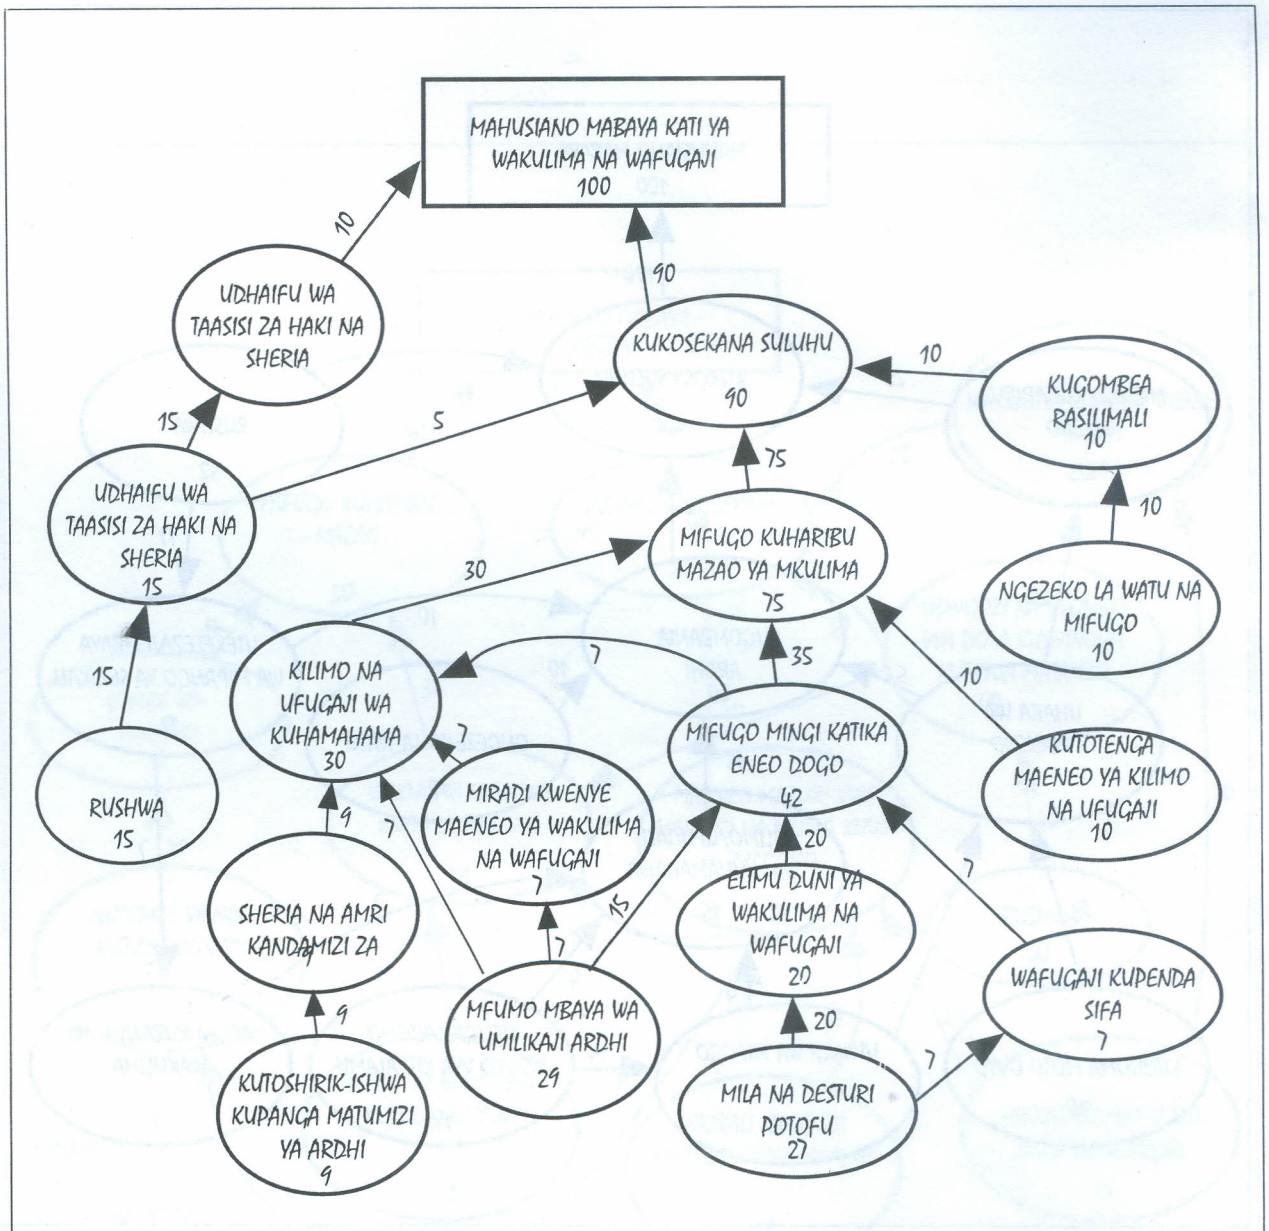 MAHUSIANO MABAYA KATI YA
WAKULIMA NA WAFUGAJI
100
10
90
UDHAIFU WA
TAASISI ZA HAKI NA
SHERIA
KUKOSEKANA SULUHU
90
10
KUGOMBEA
RASILIMALI
10
15
5
75
10
UDHAIFU WA
TAASISI ZA HAKI NA
SHERIA
15
MIFUGO KUHARIBU
MAZAO YA MKULIMA
75
30
NGEZEKO LA WATU NA
MIFUGO
10
15
7
35
10
KILIMO NA
UFUGAJI WA
KUHAMAHAMA
30
MIFUGO MINGI KATIKA
ENEO DOGO
42
KUTOTENGA
MAENEO YA KILIMO
NA UFUGAJI
10
RUSHWA
15
7
MIRADI KWENYE
MAENEO YA WAKULIMA
NA WAFUGAJI
7
9
7
15
20
7
SHERIA NA AMRI
KANDAMIZI ZA
9
ELIMU DUNI YA
WAKULIMA NA
WAFUGAJI
20
7
WAFUGAJI KUPENDA
SIFA
7
9
MFUMO MBAYA WA
UMILIKAJI ARDHI
29
20
7
KUTOSHIRIK-ISHWA
KUPANGA MATUMIZI
YA ARDHI
9
MILA NA DESTURI
POTOFU
27